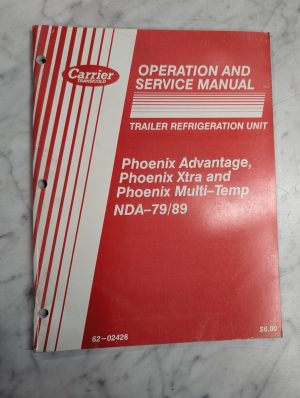 Carrier
TRANSICOLD
OPERATION AND
SERVICE MANUAL
TRAILER REFRIGERATION UNIT
Phoenix Advantage,
Phoenix Xtra and
Phoenix Multi–Temp
NDA–79/89
62–02426
$6.00